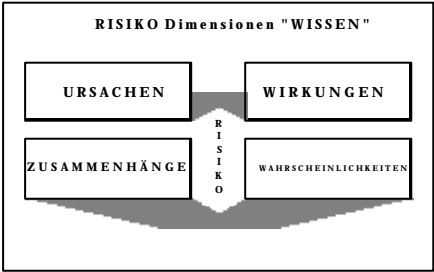 RISIKO Dimensionen "WISSEN"
URSACHEN
WIRKUNGEN
RISIKO
ZUSAMMENHÄNGE
WAHRSCHEINLICHKEITEN